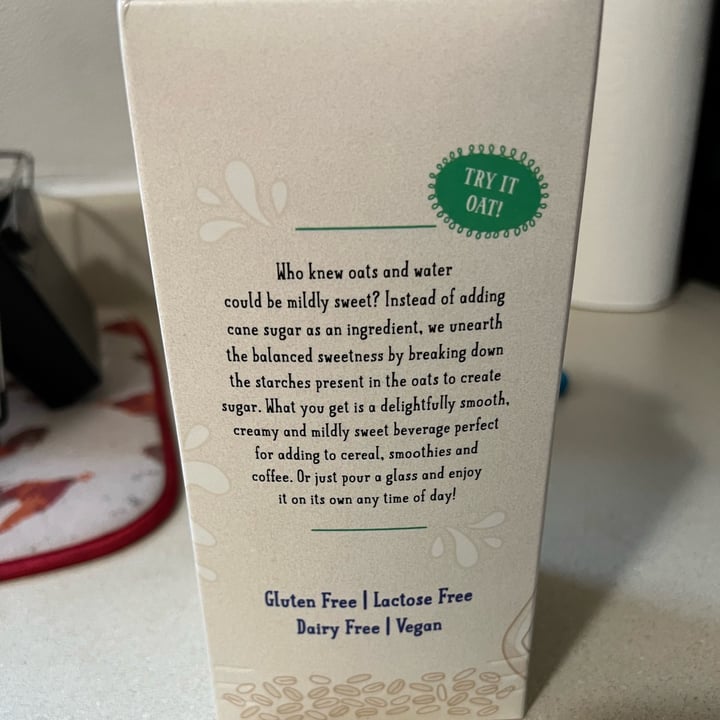 TRY IT
OAT!
Who knew oats and water
could be mildly sweet? Instead of adding
cane sugar as an ingredient, we unearth
the balanced sweetness by breaking down
the starches present in the oats to create
sugar. What you get is a delightfully smooth,
creamy and mildly sweet beverage perfect
for adding to cereal, smoothies and
coffee. Or just pour a glass and enjoy
it on its own any time of day!
Gluten Free | Lactose Free
Dairy Free | Vegan